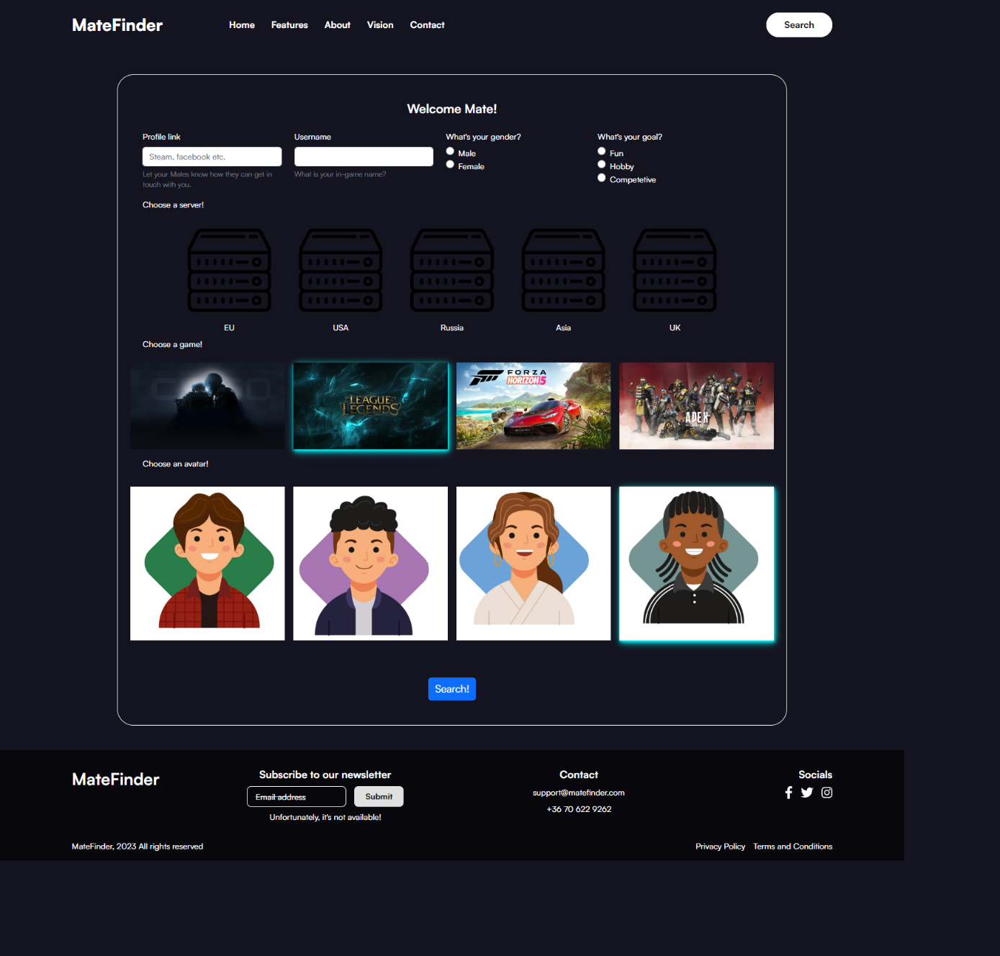 MateFinder
Home
Features
About
Vision
Contact
Search
Welcome Mate!
Profile link
Steam, facebook etc.
Let your Mates know how they can get in
touch with you.
Username
What is your in-game name?
What's your gender?
Male
Female
What's your goal?
Fun
Hobby
Competetive
Choose a server!
EU
USA
Russia
Asia
UK
Choose a game!
LEAGUE
LEGENDS
FORZA
HORIZON 5
APEX
Choose an avatar!
Search!
MateFinder
Subscribe to our newsletter
Email address
Submit
Unfortunately, it's not available!
Contact
support@matefinder.com
+36 70 622 9262
Socials
MateFinder, 2023 All rights reserved
Privacy Policy
Terms and Conditions